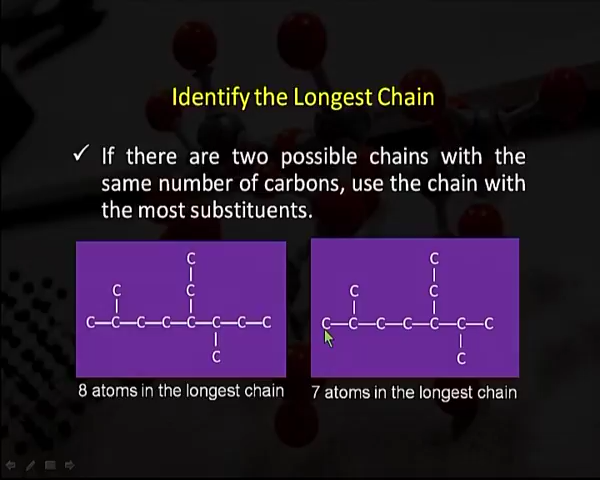 Identify the Longest Chain
✓ If there are two possible chains with the
same number of carbons, use the chain with
the most substituents.
C
C C
C—C—C—C—C—C—C—C
C
8 atoms in the longest chain
C
C C
C—C—C—C—C—C—C
C
7 atoms in the longest chain